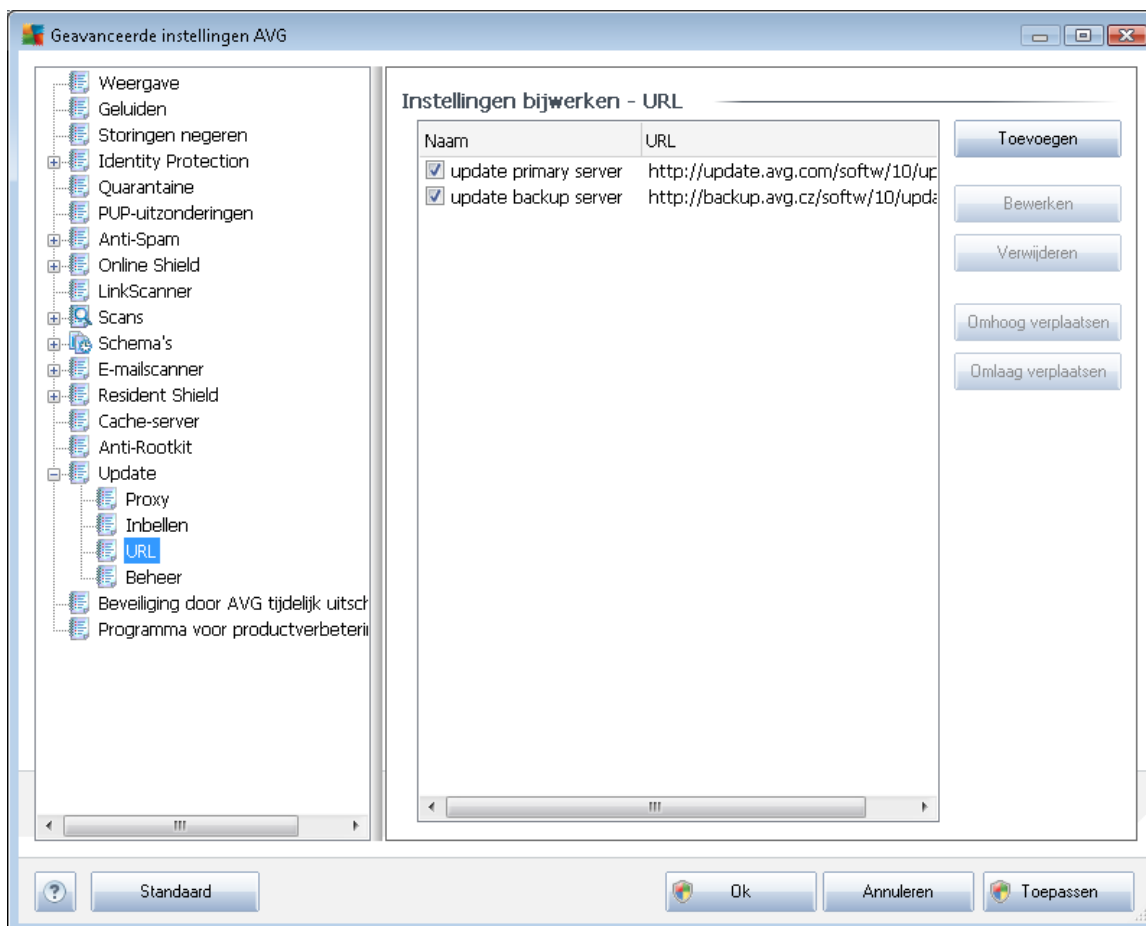 Geavanceerde instellingen AVG
Weergave
Geluiden
Storingen negeren
Identity Protection
Quarantaine
PUP-uitzonderingen
Anti-Spam
Online Shield
LinkScanner
Scans
Schema's
E-mailscanner
Resident Shield
Cache-server
Anti-Rootkit
Update
Proxy
Inbellen
URL
Beheer
Beveiliging door AVG tijdelijk uitsch
Programma voor productverbeterin
Instellingen bijwerken - URL
Naam URL
update primary server http://update.avg.com/softw/10/up
update backup server http://backup.avg.cz/softw/10/upda
Toevoegen
Bewerken
Verwijderen
Omhoog verplaatsen
Omlaag verplaatsen
Standaard
Ok
Annuleren
Toepassen